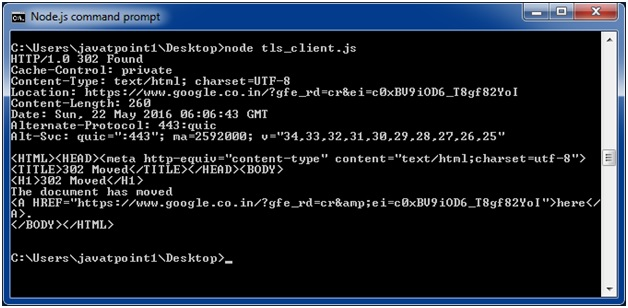 Node.js command prompt
C:\Users\javatpoint1\Desktop>node tls_client.js
HTTP/1.0 302 Found
Cache-Control: private
Content-Type: text/html; charset=UTF-8
Location: https://www.google.co.in/?gfe_rd=cr&ei=c0xBV9iOD6_T8gf82YoI
Content-Length: 260
Date: Sun, 22 May 2016 06:06:43 GMT
Alternate-Protocol: 443:quic
Alt-Svc: quic=":443"; ma=2592000; v="34,33,32,31,30,29,28,27,26,25"
<HTML><HEAD><meta http-equiv="content-type" content="text/html;charset=utf-8">
<TITLE>302 Moved</TITLE></HEAD><BODY>
<H1>302 Moved</H1>
The document has moved
<A HREF="https://www.google.co.in/?gfe_rd=cr&amp;ei=c0xBV9iOD6_T8gf82YoI">here</
A>.
</BODY></HTML>
C:\Users\javatpoint1\Desktop>_